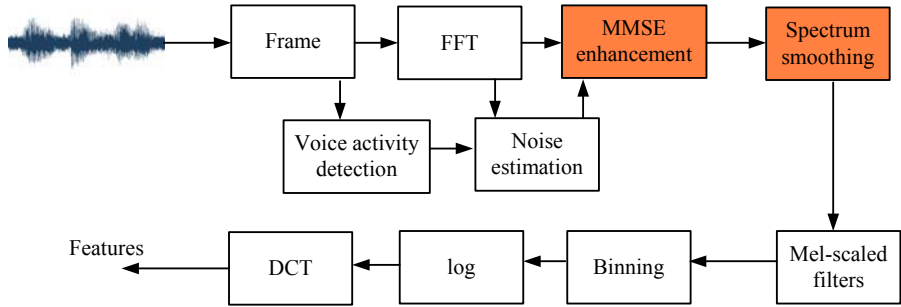 Frame
FFT
MMSE
enhancement
Spectrum
smoothing
Voice activity
detection
Noise
estimation
Features
DCT
log
Binning
Mel-scaled
filters